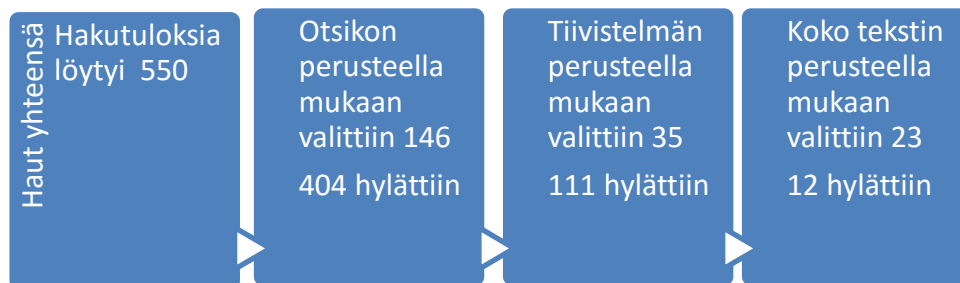 Haut yhteensä
Hakutuloksia
löytyi 550
Otsikon
perusteella
mukaan
valittiin 146
404 hylättiin
Tiivistelmän
perusteella
mukaan
valittiin 35
111 hylättiin
Koko tekstin
perusteella
mukaan
valittiin 23
12 hylättiin